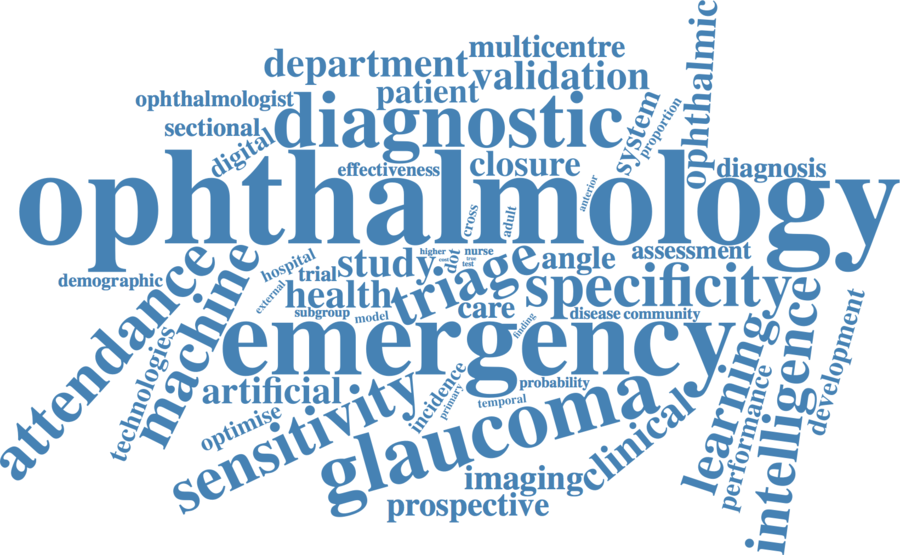 ophthalmic
multicentre
department
validation
patient
ophthalmologist
diagnostic
system
proportion
sectional
digital
effectiveness
closure
diagnosis
ophthalmology
anterior
cross
adult
assessment
higher
nurse
cost
true
test
dot
study
triage
angle
hospital
trial
demographic
attendance
machine
external
health
care
specificity
subgroup
model
disease community
finding
emergency
technologies
learning
intelligence
development
artificial
incidence
primary
probability
temporal
optimise
sensitivity
glaucoma
clinical
performance
imaging
prospective